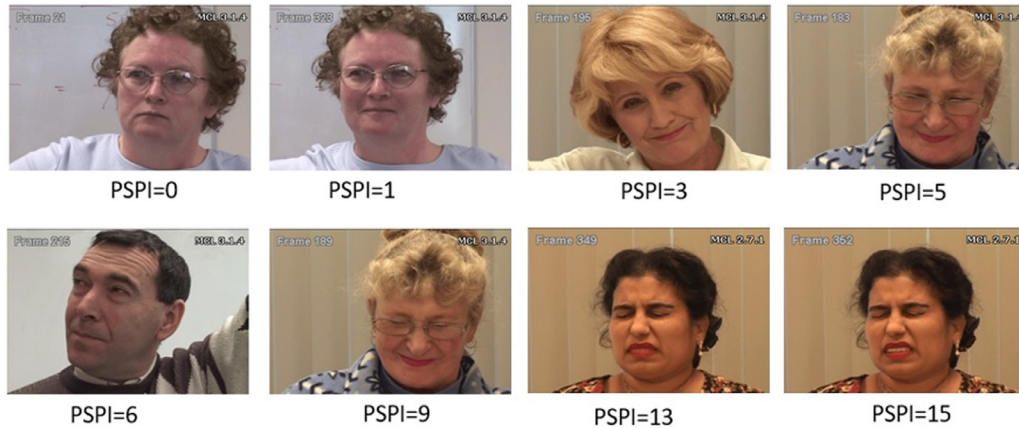 Frame 21 MCL 3.1.4
Frame 323 MCL 3.1.4
Frame 195 MCL 3.1.4
Frame 183 MCL 3.1.4
PSPI=0
PSPI=1
PSPI=3
PSPI=5
Frame 215 MCL 3.1.4
Frame 189 MCL 3.1.4
Frame 349 MCL 2.7.1
Frame 352 MCL 2.7.1
PSPI=6
PSPI=9
PSPI=13
PSPI=15